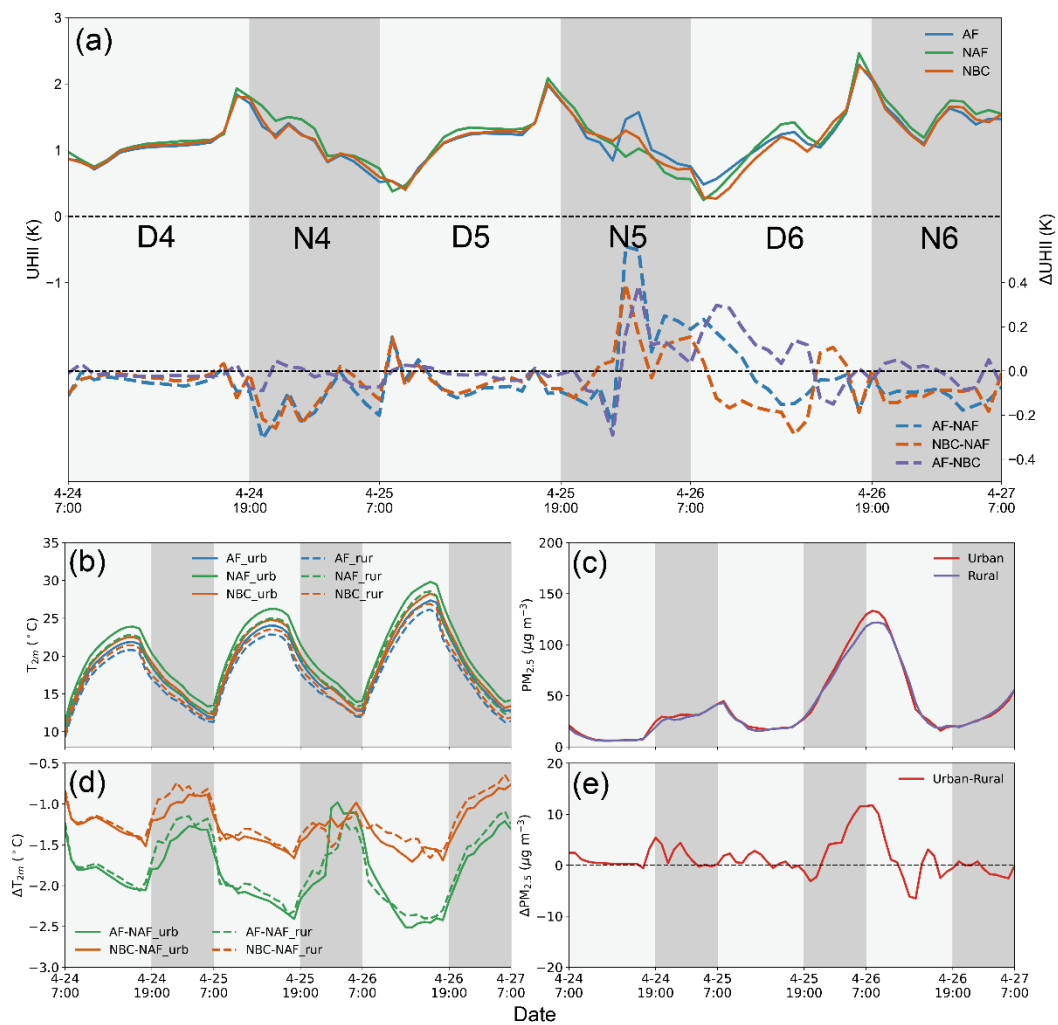 (a)
AF
NAF
NBC
3
2
1
0
−1
UHII (K)
D4 N4 D5 N5 D6 N6
0.4
0.2
0.0
−0.2
−0.4
ΔUHII (K)
AF-NAF
NBC-NAF
AF-NBC
4-24 4-24 4-25 4-25 4-26 4-26 4-27
7:00 19:00 7:00 19:00 7:00 19:00 7:00
(b)
AF_urb AF_rur
NAF_urb NAF_rur
NBC_urb NBC_rur
35
30
25
20
15
10
T2m (°C)
(c)
Urban
Rural
200
150
100
50
0
PM2.5 (μg m−3)
(d)
−0.5
−1.0
−1.5
−2.0
−2.5
−3.0
ΔT2m (°C)
AF-NAF_urb AF-NAF_rur
NBC-NAF_urb NBC-NAF_rur
4-24 4-24 4-25 4-25 4-26 4-26 4-27
7:00 19:00 7:00 19:00 7:00 19:00 7:00
(e)
Urban-Rural
20
10
0
−10
−20
ΔPM2.5 (μg m−3)
4-24 4-24 4-25 4-25 4-26 4-26 4-27
7:00 19:00 7:00 19:00 7:00 19:00 7:00
Date